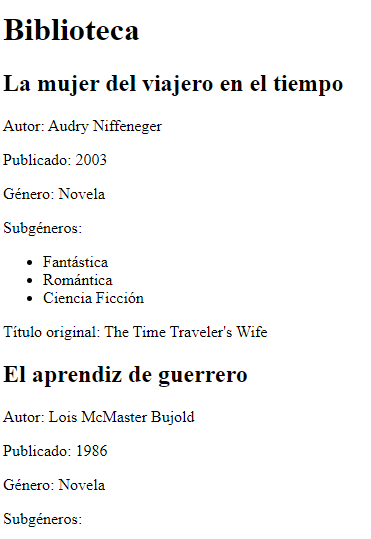 Biblioteca
La mujer del viajero en el tiempo
Autor: Audry Niffeneger
Publicado: 2003
Género: Novela
Subgéneros:
Fantástica
Romántica
Ciencia Ficción
Título original: The Time Traveler's Wife
El aprendiz de guerrero
Autor: Lois McMaster Bujold
Publicado: 1986
Género: Novela
Subgéneros: